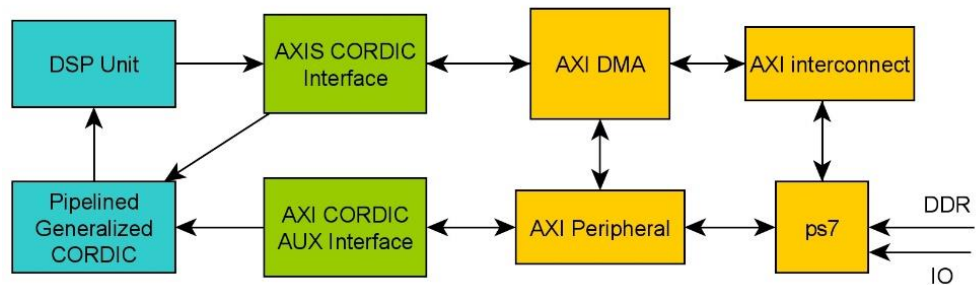 DSP Unit
AXIS CORDIC
Interface
AXI DMA
AXI interconnect
Pipelined
Generalized
CORDIC
AXI CORDIC
AUX Interface
AXI Peripheral
ps7
DDR
IO